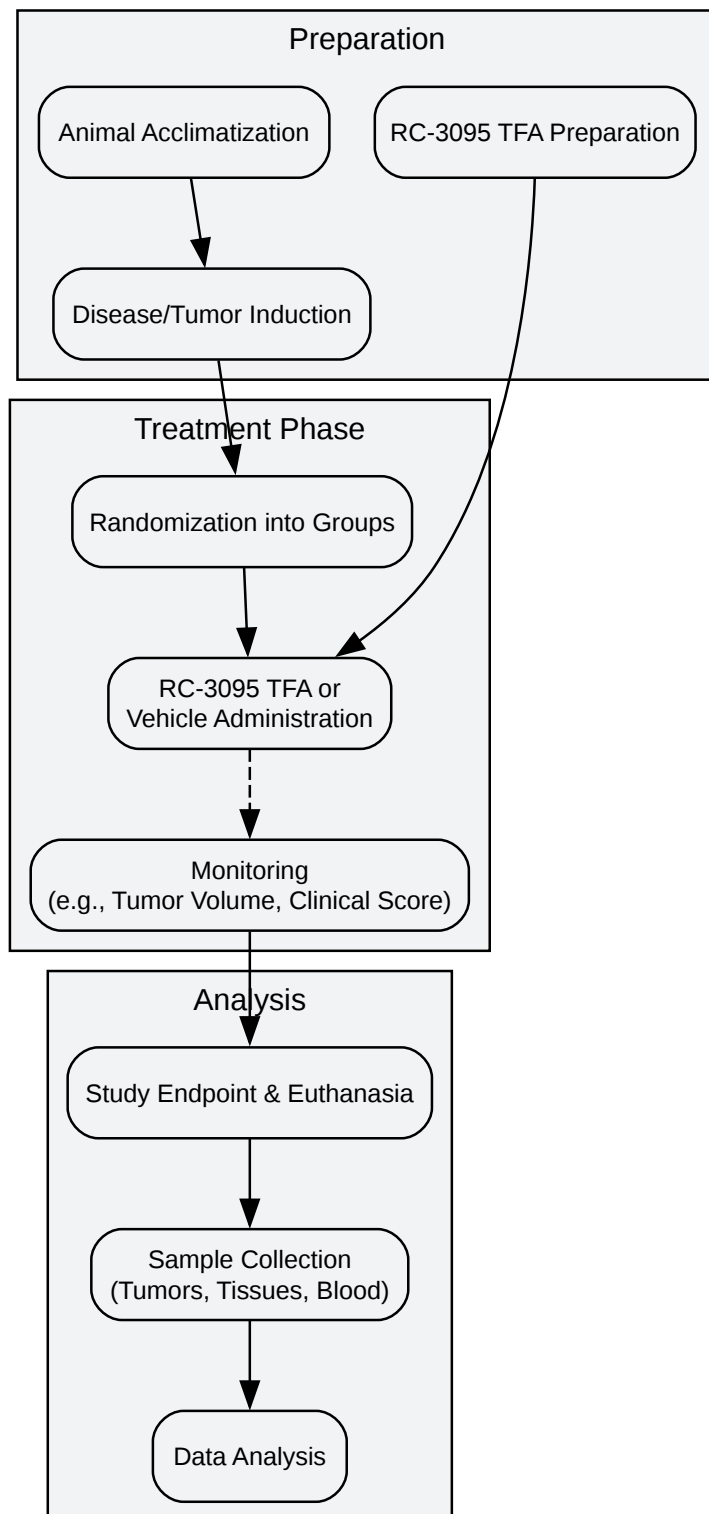 Preparation
Animal Acclimatization
RC-3095 TFA Preparation
Disease/Tumor Induction
Treatment Phase
Randomization into Groups
RC-3095 TFA or
Vehicle Administration
Monitoring
(e.g., Tumor Volume, Clinical Score)
Analysis
Study Endpoint & Euthanasia
Sample Collection
(Tumors, Tissues, Blood)
Data Analysis